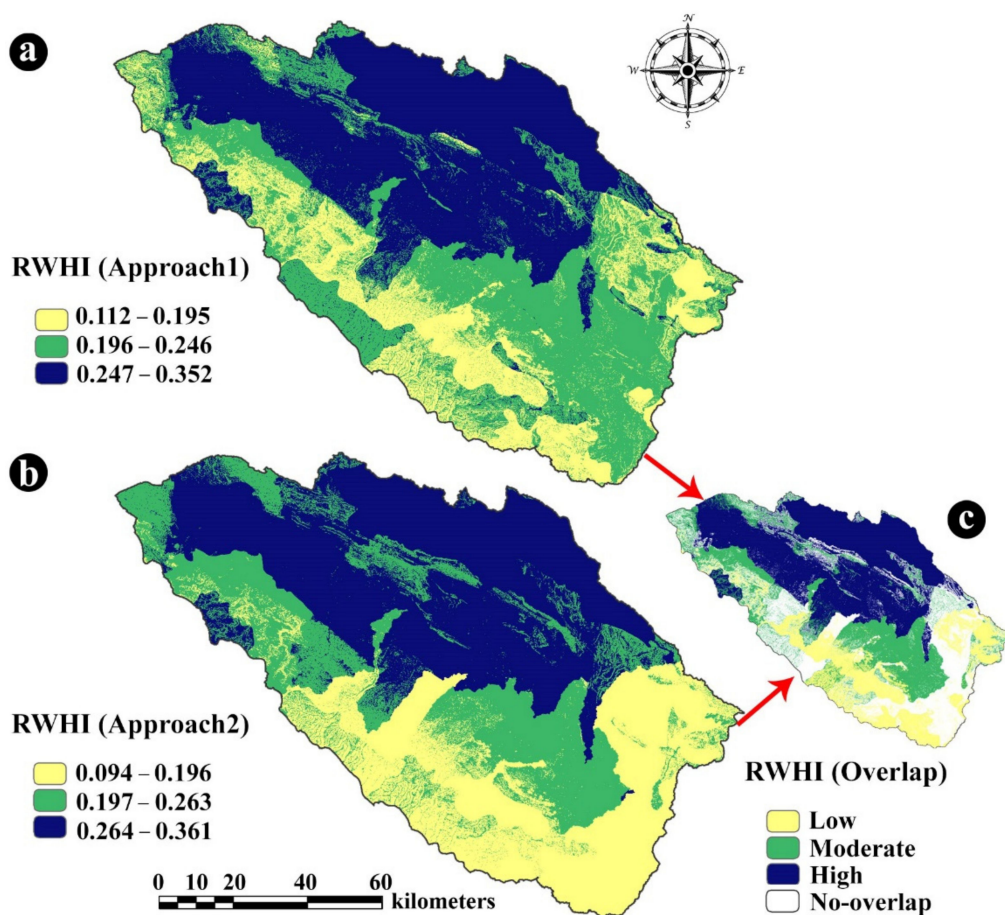 a
N
W
E
S
RWHI (Approach1)
0.112 – 0.195
0.196 – 0.246
0.247 – 0.352
b
c
RWHI (Approach2)
0.094 – 0.196
0.197 – 0.263
0.264 – 0.361
0 10 20 40 60
kilometers
RWHI (Overlap)
Low
Moderate
High
No-overlap